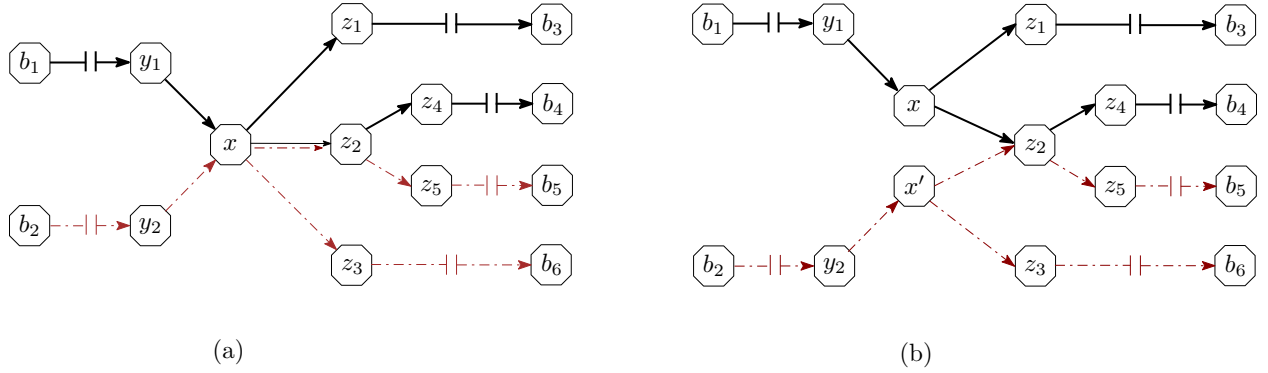 z₁ b₃ b₁ y₁ z₄ b₄ x z₂ z₅ b₅ b₂ y₂ z₃ b₆
(a)
b₁ y₁ z₁ b₃ x z₄ b₄ z₂ x′ z₅ b₅ b₂ y₂ z₃ b₆
(b)